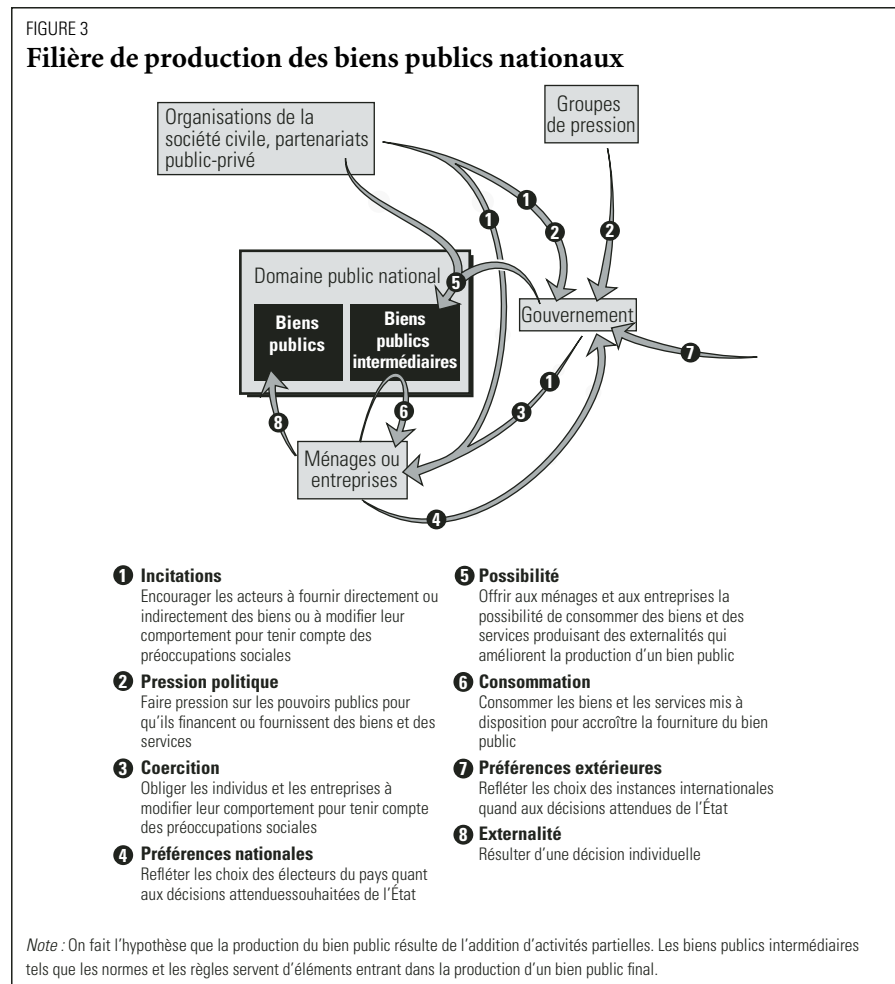 FIGURE 3
Filière de production des biens publics nationaux
Organisations de la
société civile, partenariats
public-privé
Groupes
de pression
1
1
2
2
Domaine public national
5
Biens
publics
Biens
publics
intermédiaires
Gouvernement
7
1
6
3
8
Ménages ou
entreprises
4
1 Incitations
Encourager les acteurs à fournir directement ou
indirectement des biens ou à modifier leur
comportement pour tenir compte des
préoccupations sociales
2 Pression politique
Faire pression sur les pouvoirs publics pour
qu'ils financent ou fournissent des biens et des
services
3 Coercition
Obliger les individus et les entreprises à
modifier leur comportement pour tenir compte
des préoccupations sociales
4 Préférences nationales
Refléter les choix des électeurs du pays quant
aux décisions attenduessouhaitées de l'État
5 Possibilité
Offrir aux ménages et aux entreprises la
possibilité de consommer des biens et des
services produisant des externalités qui
améliorent la production d'un bien public
6 Consommation
Consommer les biens et les services mis à
disposition pour accroître la fourniture du bien
public
7 Préférences extérieures
Refléter les choix des instances internationales
quand aux décisions attendues de l'État
8 Externalité
Résulter d'une décision individuelle
Note : On fait l'hypothèse que la production du bien public résulte de l'addition d'activités partielles. Les biens publics intermédiaires
tels que les normes et les règles servent d'éléments entrant dans la production d'un bien public final.